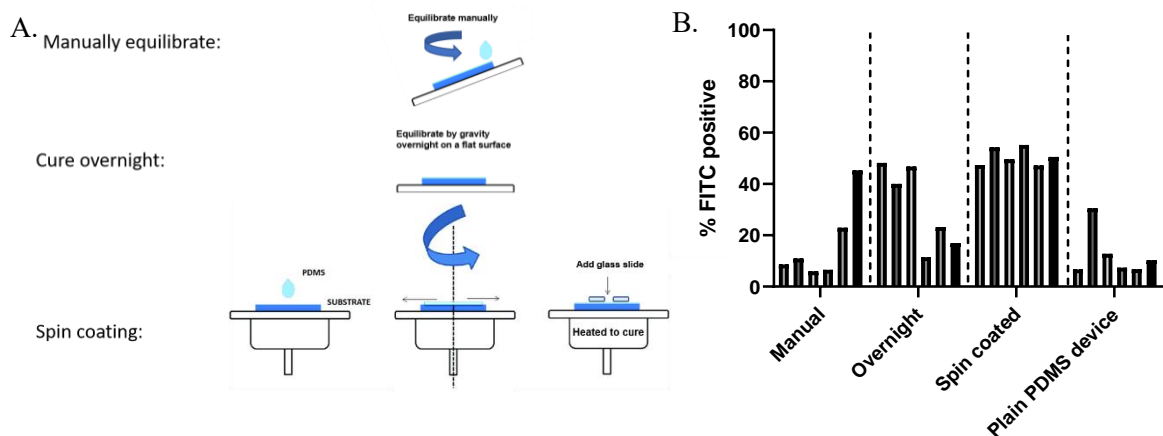 A.
Manually equilibrate:
Equilibrate manually
Cure overnight:
Equilibrate by gravity
overnight on a flat surface
Spin coating:
PDMS
SUBSTRATE
Add glass slide
Heated to cure
B.
% FITC positive
100
80
60
40
20
0
Manual
Overnight
Spin coated
Plain PDMS device